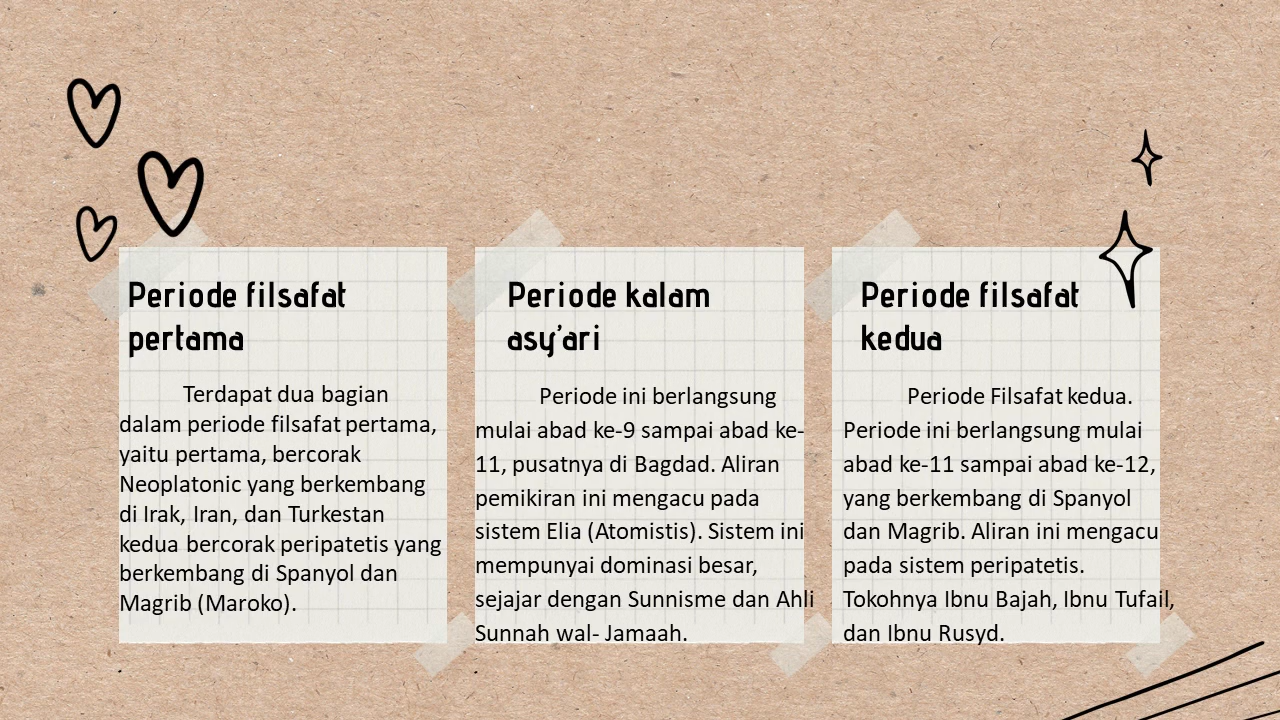 Periode filsafat
pertama
Terdapat dua bagian
dalam periode filsafat pertama,
yaitu pertama, bercorak
Neoplatonic yang berkembang
di Irak, Iran, dan Turkestan
kedua bercorak peripatetis yang
berkembang di Spanyol dan
Magrib (Maroko).
Periode kalam
asy'ari
Periode ini berlangsung
mulai abad ke-9 sampai abad ke-
11, pusatnya di Bagdad. Aliran
pemikiran ini mengacu pada
sistem Elia (Atomistis). Sistem ini
mempunyai dominasi besar,
sejajar dengan Sunnisme dan Ahli
Sunnah wal- Jamaah.
Periode filsafat
kedua
Periode Filsafat kedua.
Periode ini berlangsung mulai
abad ke-11 sampai abad ke-12,
yang berkembang di Spanyol
dan Magrib. Aliran ini mengacu
pada sistem peripatetis.
Tokohnya Ibnu Bajah, Ibnu Tufail,
dan Ibnu Rusyd.